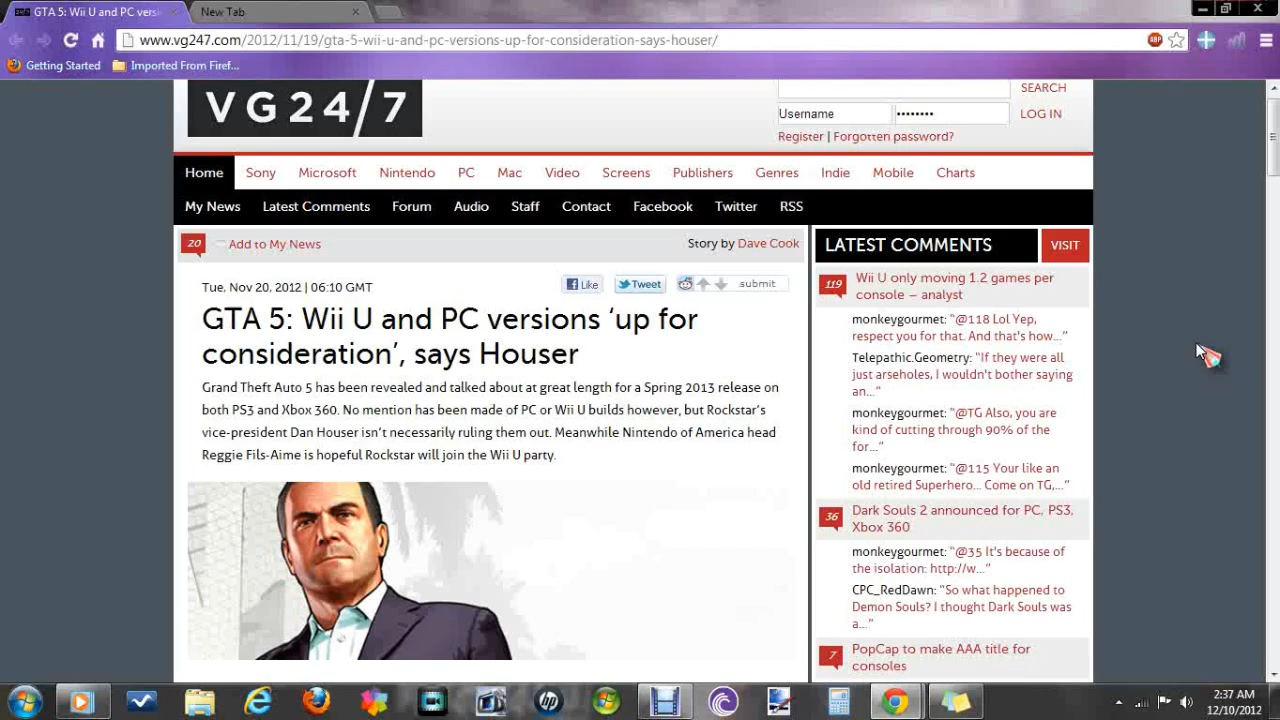 GTA 5: Wii U and PC versi
New Tab
www.vg247.com/2012/11/19/gta-5-wii-u-and-pc-versions-up-for-consideration-says-houser/
ABP
Getting Started
Imported From Firef...
VG24/7
SEARCH
Username
••••••••
LOG IN
Register | Forgotten password?
Home Sony Microsoft Nintendo PC Mac Video Screens Publishers Genres Indie Mobile Charts
My News Latest Comments Forum Audio Staff Contact Facebook Twitter RSS
20 Add to My News
Story by Dave Cook
Tue, Nov 20, 2012 | 06:10 GMT
Like
Tweet
submit
GTA 5: Wii U and PC versions ‘up for
consideration’, says Houser
Grand Theft Auto 5 has been revealed and talked about at great length for a Spring 2013 release on
both PS3 and Xbox 360. No mention has been made of PC or Wii U builds however, but Rockstar’s
vice-president Dan Houser isn’t necessarily ruling them out. Meanwhile Nintendo of America head
Reggie Fils-Aime is hopeful Rockstar will join the Wii U party.
LATEST COMMENTS
VISIT
119 Wii U only moving 1.2 games per
console – analyst
monkeygourmet: “@118 Lol Yep,
respect you for that. And that's how...”
Telepathic.Geometry: “If they were all
just arseholes, I wouldn't bother saying
an...”
monkeygourmet: “@TG Also, you are
kind of cutting through 90% of the
for...”
monkeygourmet: “@115 Your like an
old retired Superhero... Come on TG,...”
36 Dark Souls 2 announced for PC, PS3,
Xbox 360
monkeygourmet: “@35 It's because of
the isolation: http://w...”
CPC_RedDawn: “So what happened to
Demon Souls? I thought Dark Souls was
a...”
7 PopCap to make AAA title for
consoles
hp
2:37 AM
12/10/2012